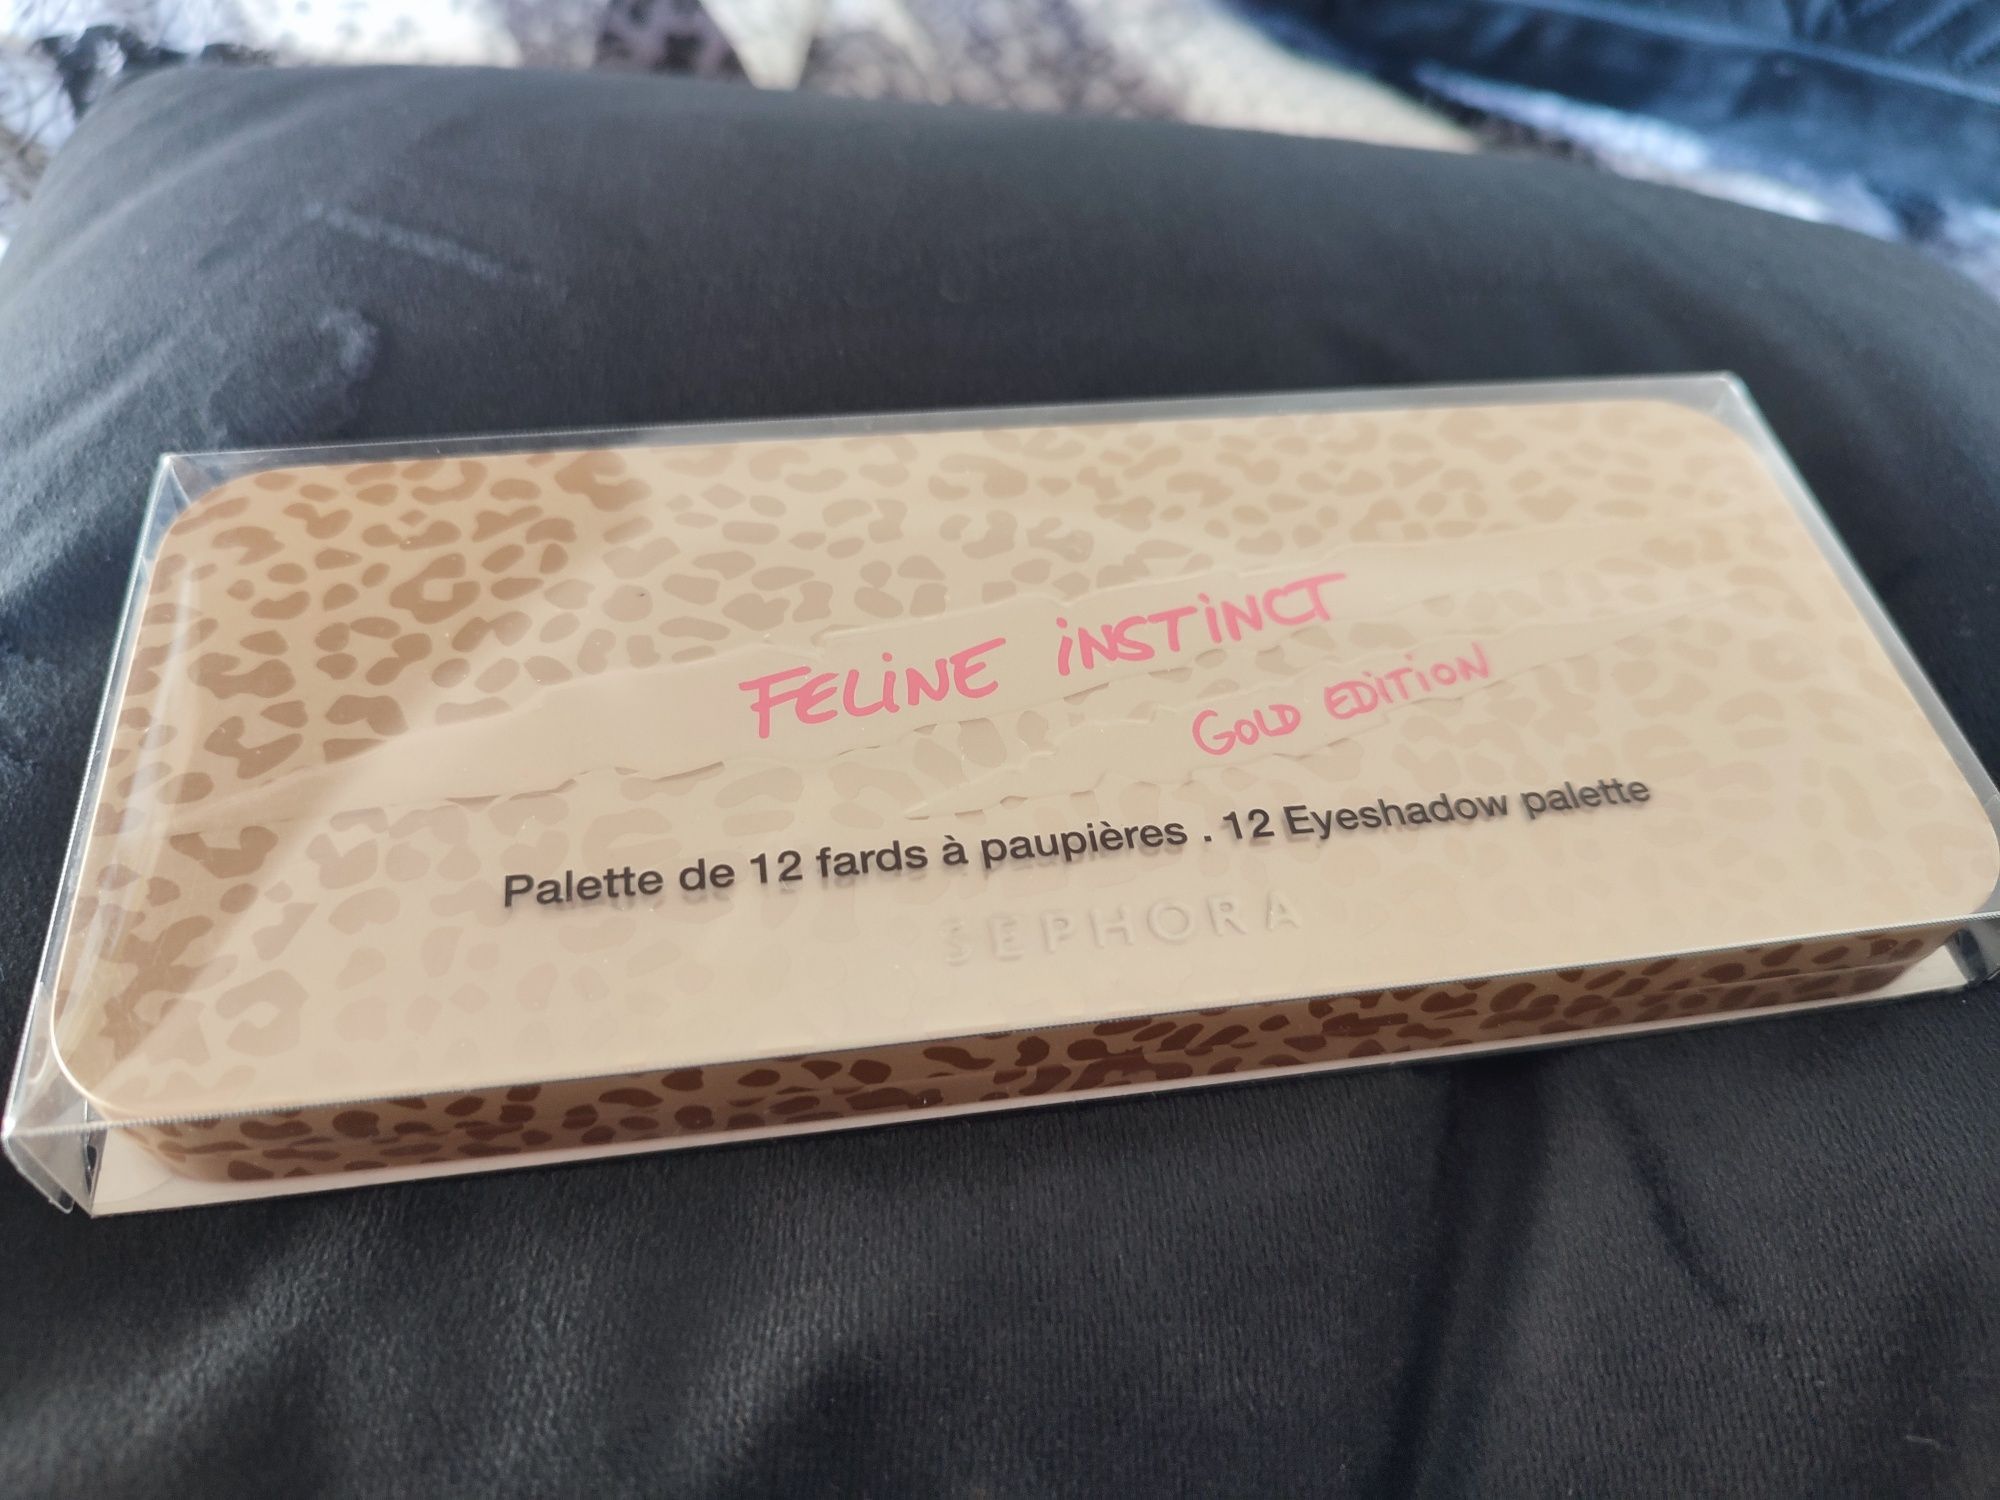 FELiNE iNSTiNCT
GOLD EDiTiON
Palette de 12 fards à paupières . 12 Eyeshadow palette
SEPHORA